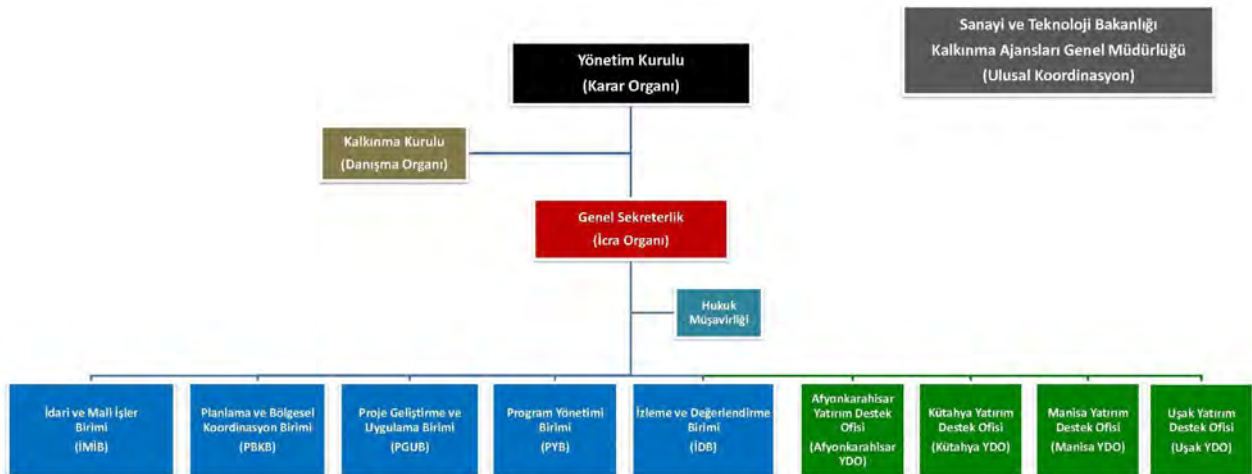 Sanayi ve Teknoloji Bakanlığı
Kalkınma Ajansları Genel Müdürlüğü
(Ulusal Koordinasyon)
Yönetim Kurulu
(Karar Organı)
Kalkınma Kurulu
(Danışma Organı)
Genel Sekreterlik
(İcra Organı)
Hukuk
Müşavirliği
İdari ve Mali İşler
Birimi
(İMİB)
Planlama ve Bölgesel
Koordinasyon Birimi
(PBKB)
Proje Geliştirme ve
Uygulama Birimi
(PGUB)
Program Yönetimi
Birimi
(PYB)
İzleme ve Değerlendirme
Birimi
(İDB)
Afyonkarahisar
Yatırım Destek
Ofisi
(Afyonkarahisar
YDO)
Kütahya Yatırım
Destek Ofisi
(Kütahya YDO)
Manisa Yatırım
Destek Ofisi
(Manisa YDO)
Uşak Yatırım
Destek Ofisi
(Uşak YDO)